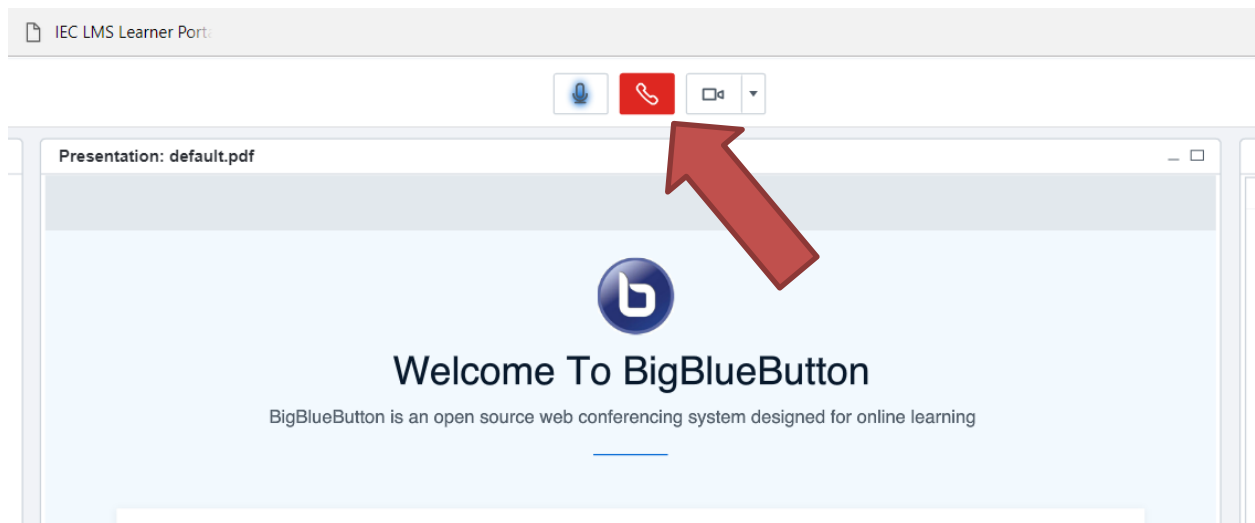 IEC LMS Learner Port
Presentation: default.pdf
Welcome To BigBlueButton
BigBlueButton is an open source web conferencing system designed for online learning